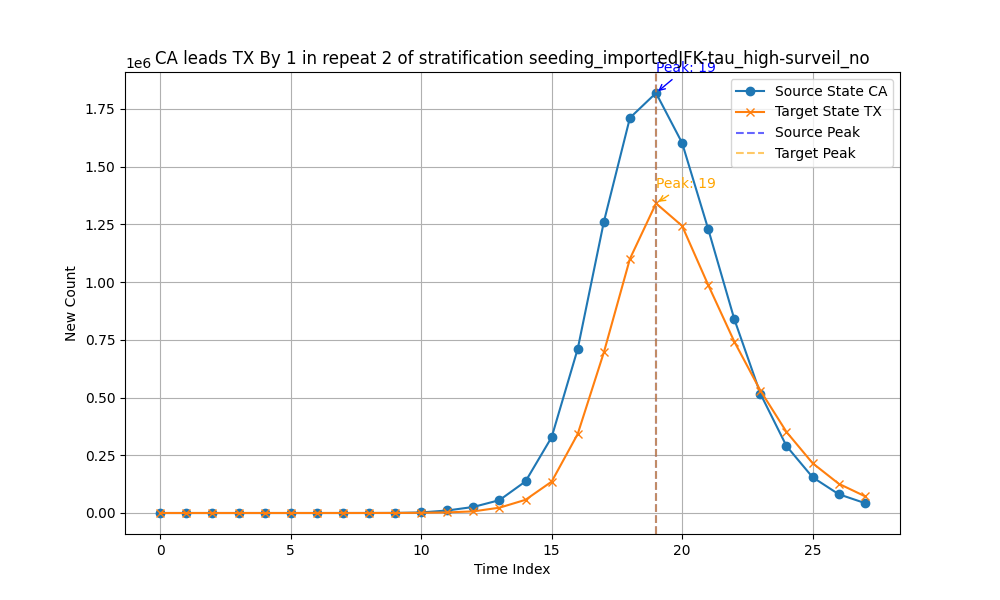 CA leads TX By 1 in repeat 2 of stratification seeding_importedJFK-tau_high-surveil_no
1e6
Peak: 19
Source State CA
Target State TX
Source Peak
Target Peak
Peak: 19
1.75
1.50
1.25
1.00
0.75
0.50
0.25
0.00
New Count
0
5
10
15
20
25
Time Index